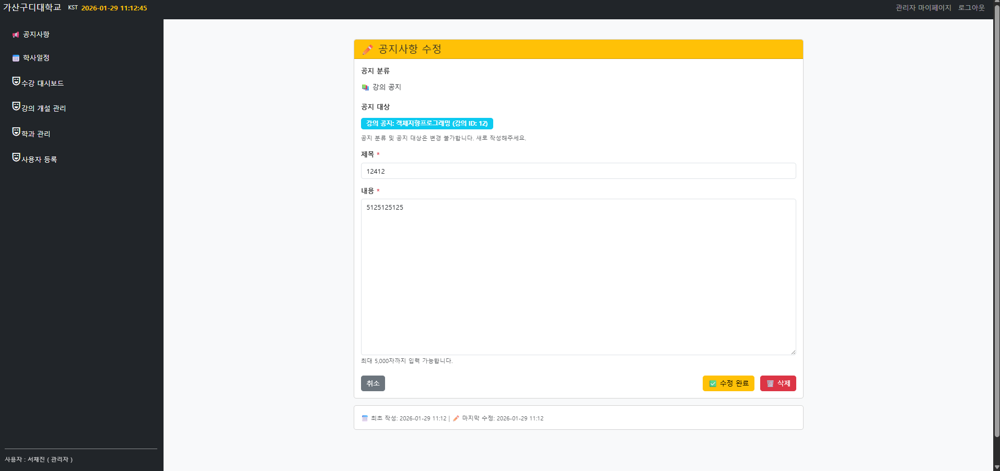 가산구디대학교 KST 2026-01-29 11:12:45
관리자 마이페이지 로그아웃
공지사항
학사일정
수강 대시보드
강의 개설 관리
학과 관리
사용자 등록
사용자 : 서채진 ( 관리자 )
공지사항 수정
공지 분류
강의 공지
공지 대상
강의 공지: 객체지향프로그래밍 (강의 ID: 12)
공지 분류 및 공지 대상은 변경 불가합니다. 새로 작성해주세요.
제목 *
12412
내용 *
5125125125
최대 5,000자까지 입력 가능합니다.
취소 수정 완료 삭제
최초 작성: 2026-01-29 11:12 | 마지막 수정: 2026-01-29 11:12